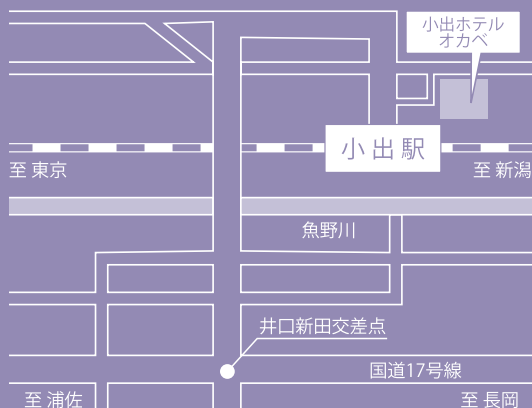 小出ホテル
オカベ
小出駅
至 東京
至 新潟
魚野川
井口新田交差点
国道17号線
至 浦佐
至 長岡